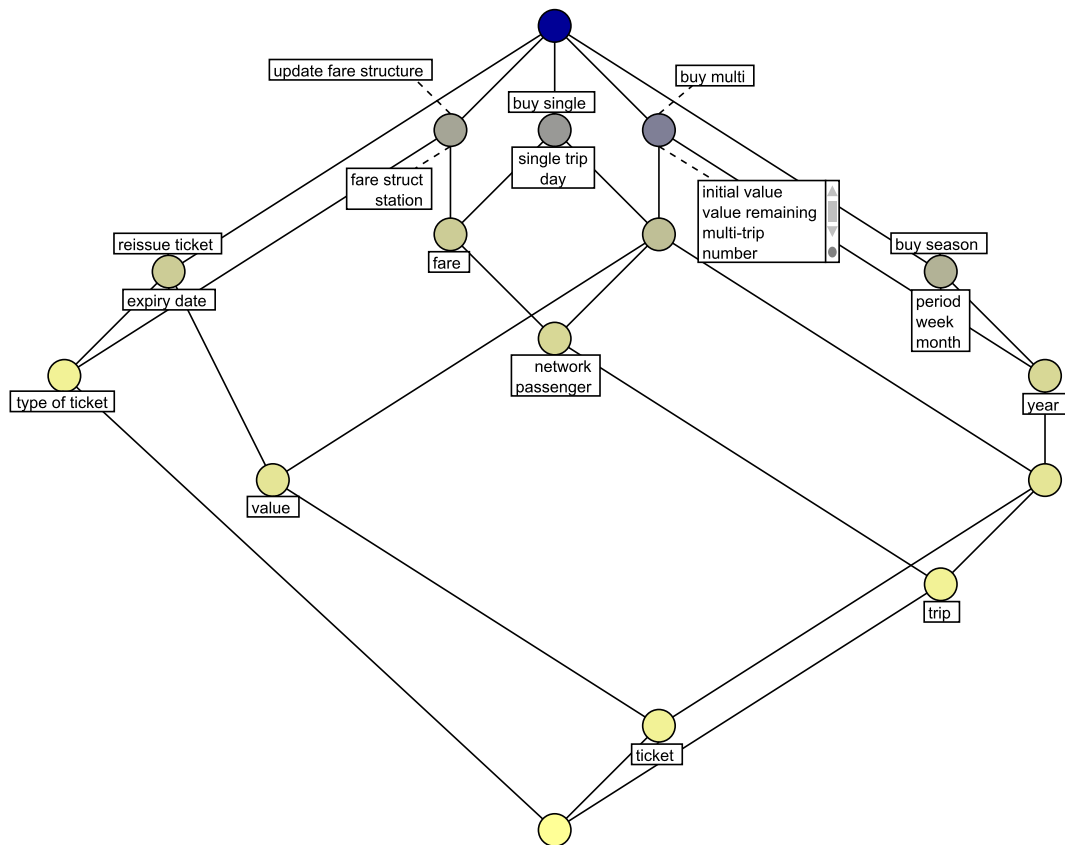 update fare structure
buy multi
buy single
single trip
day
fare struct
station
initial value
value remaining
multi-trip
number
reissue ticket
fare
buy season
expiry date
period
week
month
network
passenger
type of ticket
year
value
trip
ticket